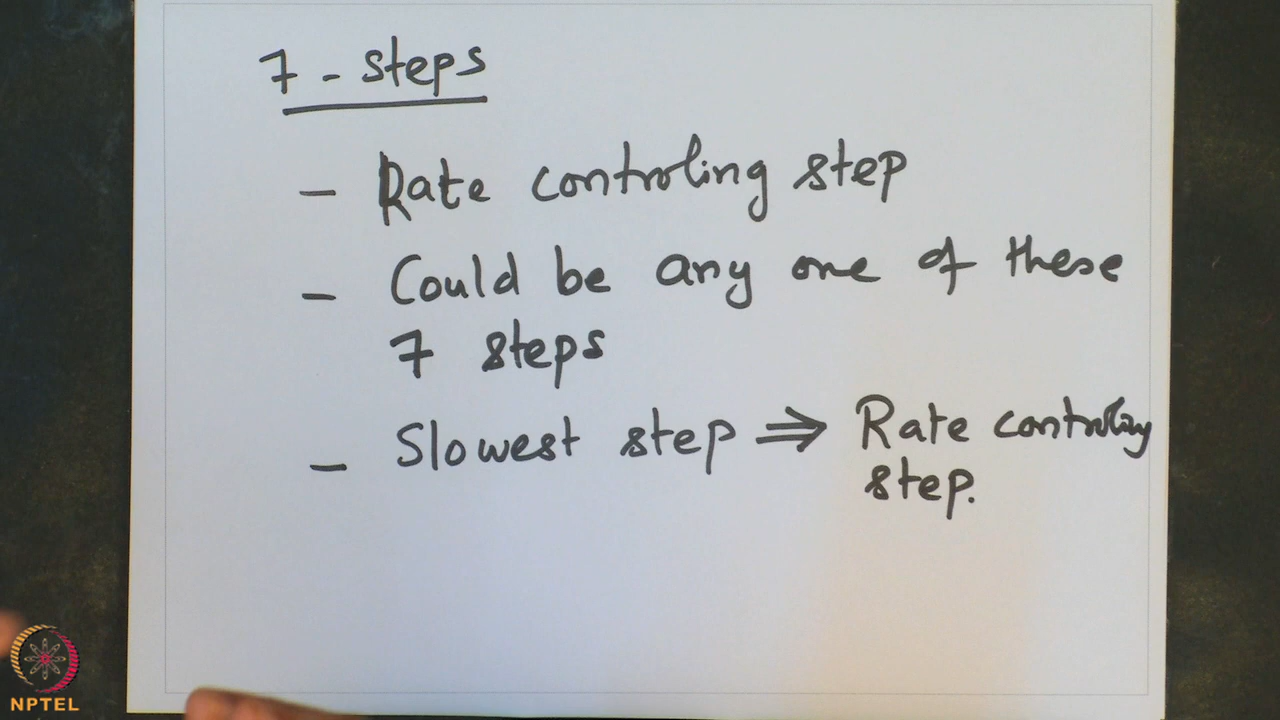 7 - steps
- Rate controling step
- Could be any one of these
7 steps
- Slowest step ⇒ Rate controling
step.
NPTEL